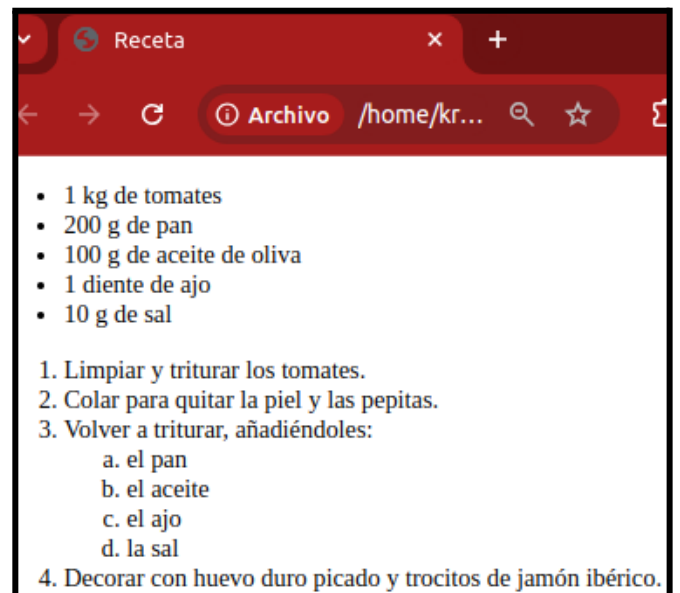 Receta
Archivo /home/kr...
• 1 kg de tomates
• 200 g de pan
• 100 g de aceite de oliva
• 1 diente de ajo
• 10 g de sal
1. Limpiar y triturar los tomates.
2. Colar para quitar la piel y las pepitas.
3. Volver a triturar, añadiéndoles:
a. el pan
b. el aceite
c. el ajo
d. la sal
4. Decorar con huevo duro picado y trocitos de jamón ibérico.